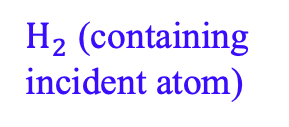 H₂ (containing
incident atom)